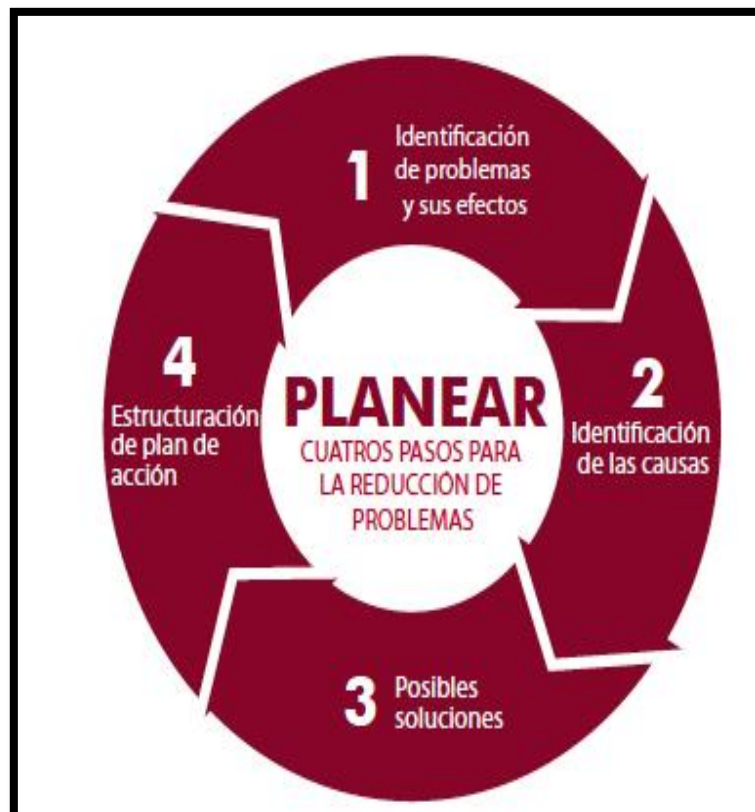 1
Identificación
de problemas
y sus efectos
2
Identificación
de las causas
3
Posibles
soluciones
4
Estructuración
de plan de
acción
PLANEAR
CUATROS PASOS PARA
LA REDUCCIÓN DE
PROBLEMAS